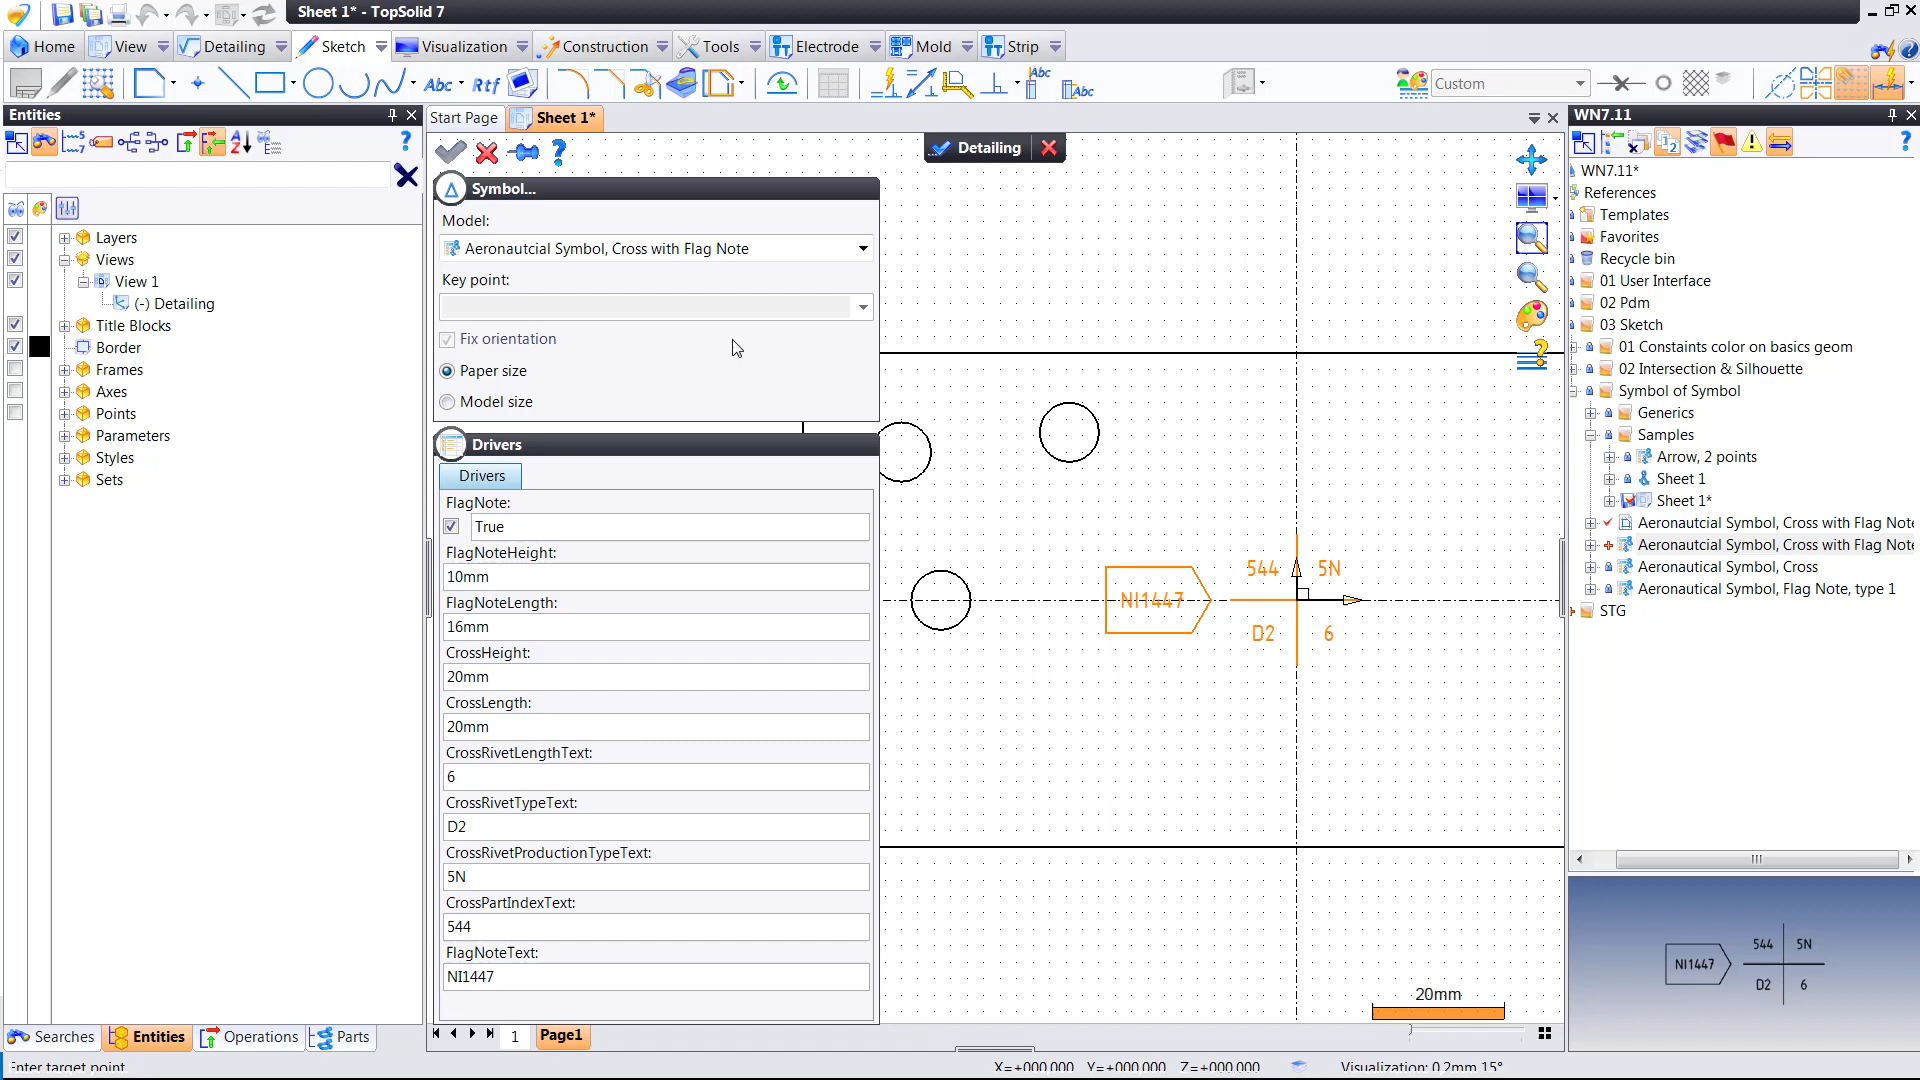 Sheet 1* - TopSolid 7
Home
View
Detailing
Sketch
Visualization
Construction
Tools
Electrode
Mold
Strip
Abc
Rtf
Abc
Abc
Custom
Entities
Start Page
Sheet 1*
WN7.11
Detailing
Layers
Views
View 1
(-) Detailing
Title Blocks
Border
Frames
Axes
Points
Parameters
Styles
Sets
Symbol...
Model:
Aeronautcial Symbol, Cross with Flag Note
Key point:
Fix orientation
Paper size
Model size
Drivers
Drivers
FlagNote:
True
FlagNoteHeight:
10mm
FlagNoteLength:
16mm
CrossHeight:
20mm
CrossLength:
20mm
CrossRivetLengthText:
6
CrossRivetTypeText:
D2
CrossRivetProductionTypeText:
5N
CrossPartIndexText:
544
FlagNoteText:
NI1447
544 5N
NI1447
D2 6
20mm
WN7.11*
References
Templates
Favorites
Recycle bin
01 User Interface
02 Pdm
03 Sketch
01 Constaints color on basics geom
02 Intersection & Silhouette
Symbol of Symbol
Generics
Samples
Arrow, 2 points
Sheet 1
Sheet 1*
Aeronautcial Symbol, Cross with Flag Note
Aeronautcial Symbol, Cross with Flag Note
Aeronautical Symbol, Cross
Aeronautical Symbol, Flag Note, type 1
STG
544 5N
NI1447
D2 6
Searches
Entities
Operations
Parts
1
Page1
Enter target point
X=+000,000 Y=+000,000 Z=+000,000
Visualization: 0.2mm 15°